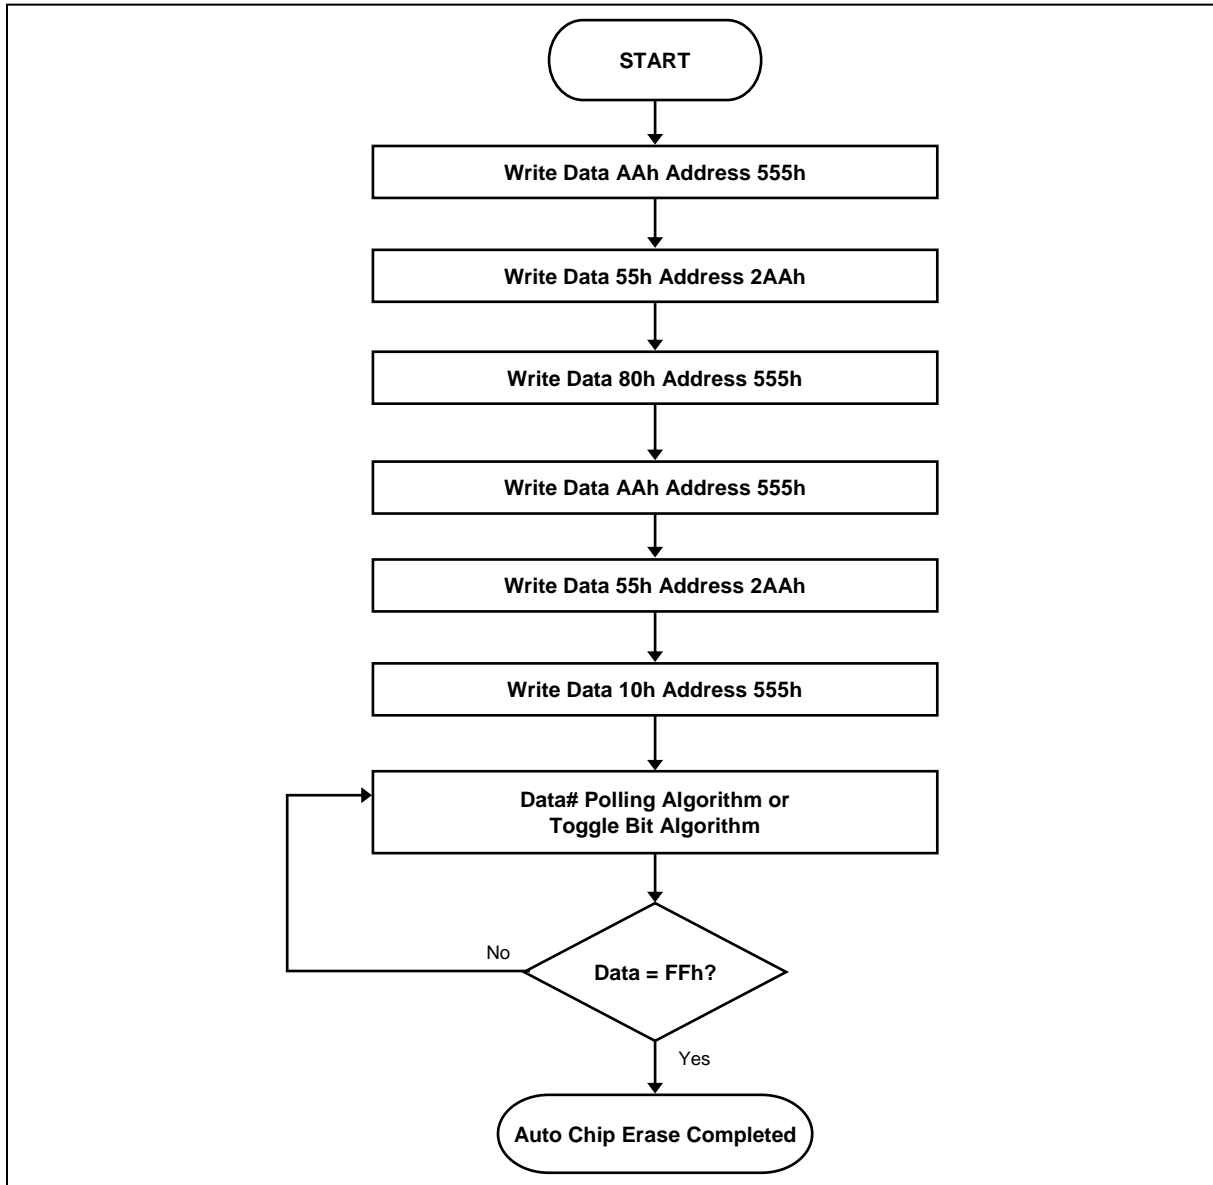 START
Write Data AAh Address 555h
Write Data 55h Address 2AAh
Write Data 80h Address 555h
Write Data AAh Address 555h
Write Data 55h Address 2AAh
Write Data 10h Address 555h
Data# Polling Algorithm or
Toggle Bit Algorithm
No
Data = FFh?
Yes
Auto Chip Erase Completed